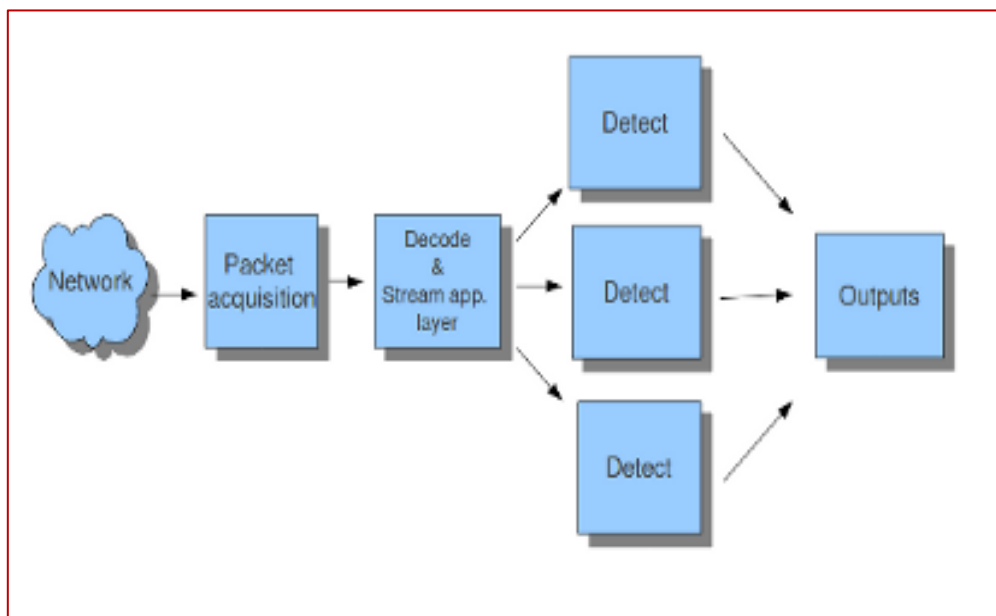 Network
Packet
acquisition
Decode
&
Stream app.
layer
Detect
Detect
Detect
Outputs